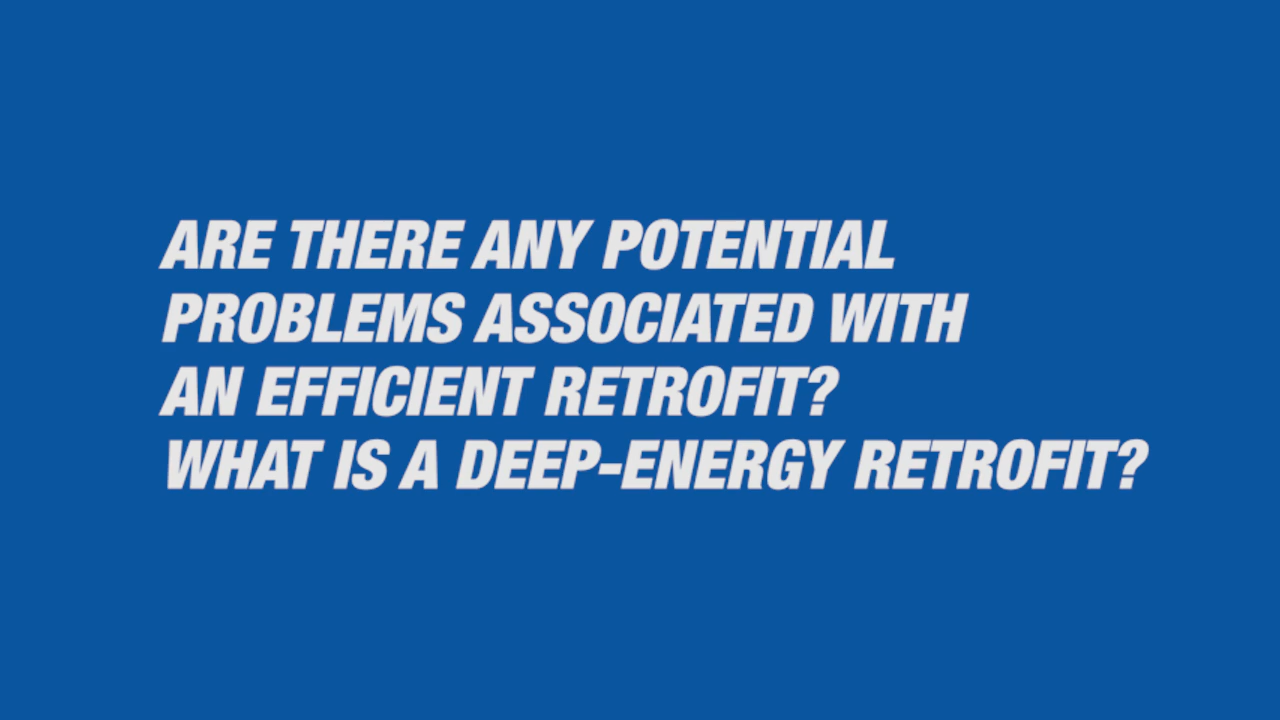 ARE THERE ANY POTENTIAL
PROBLEMS ASSOCIATED WITH
AN EFFICIENT RETROFIT?
WHAT IS A DEEP-ENERGY RETROFIT?